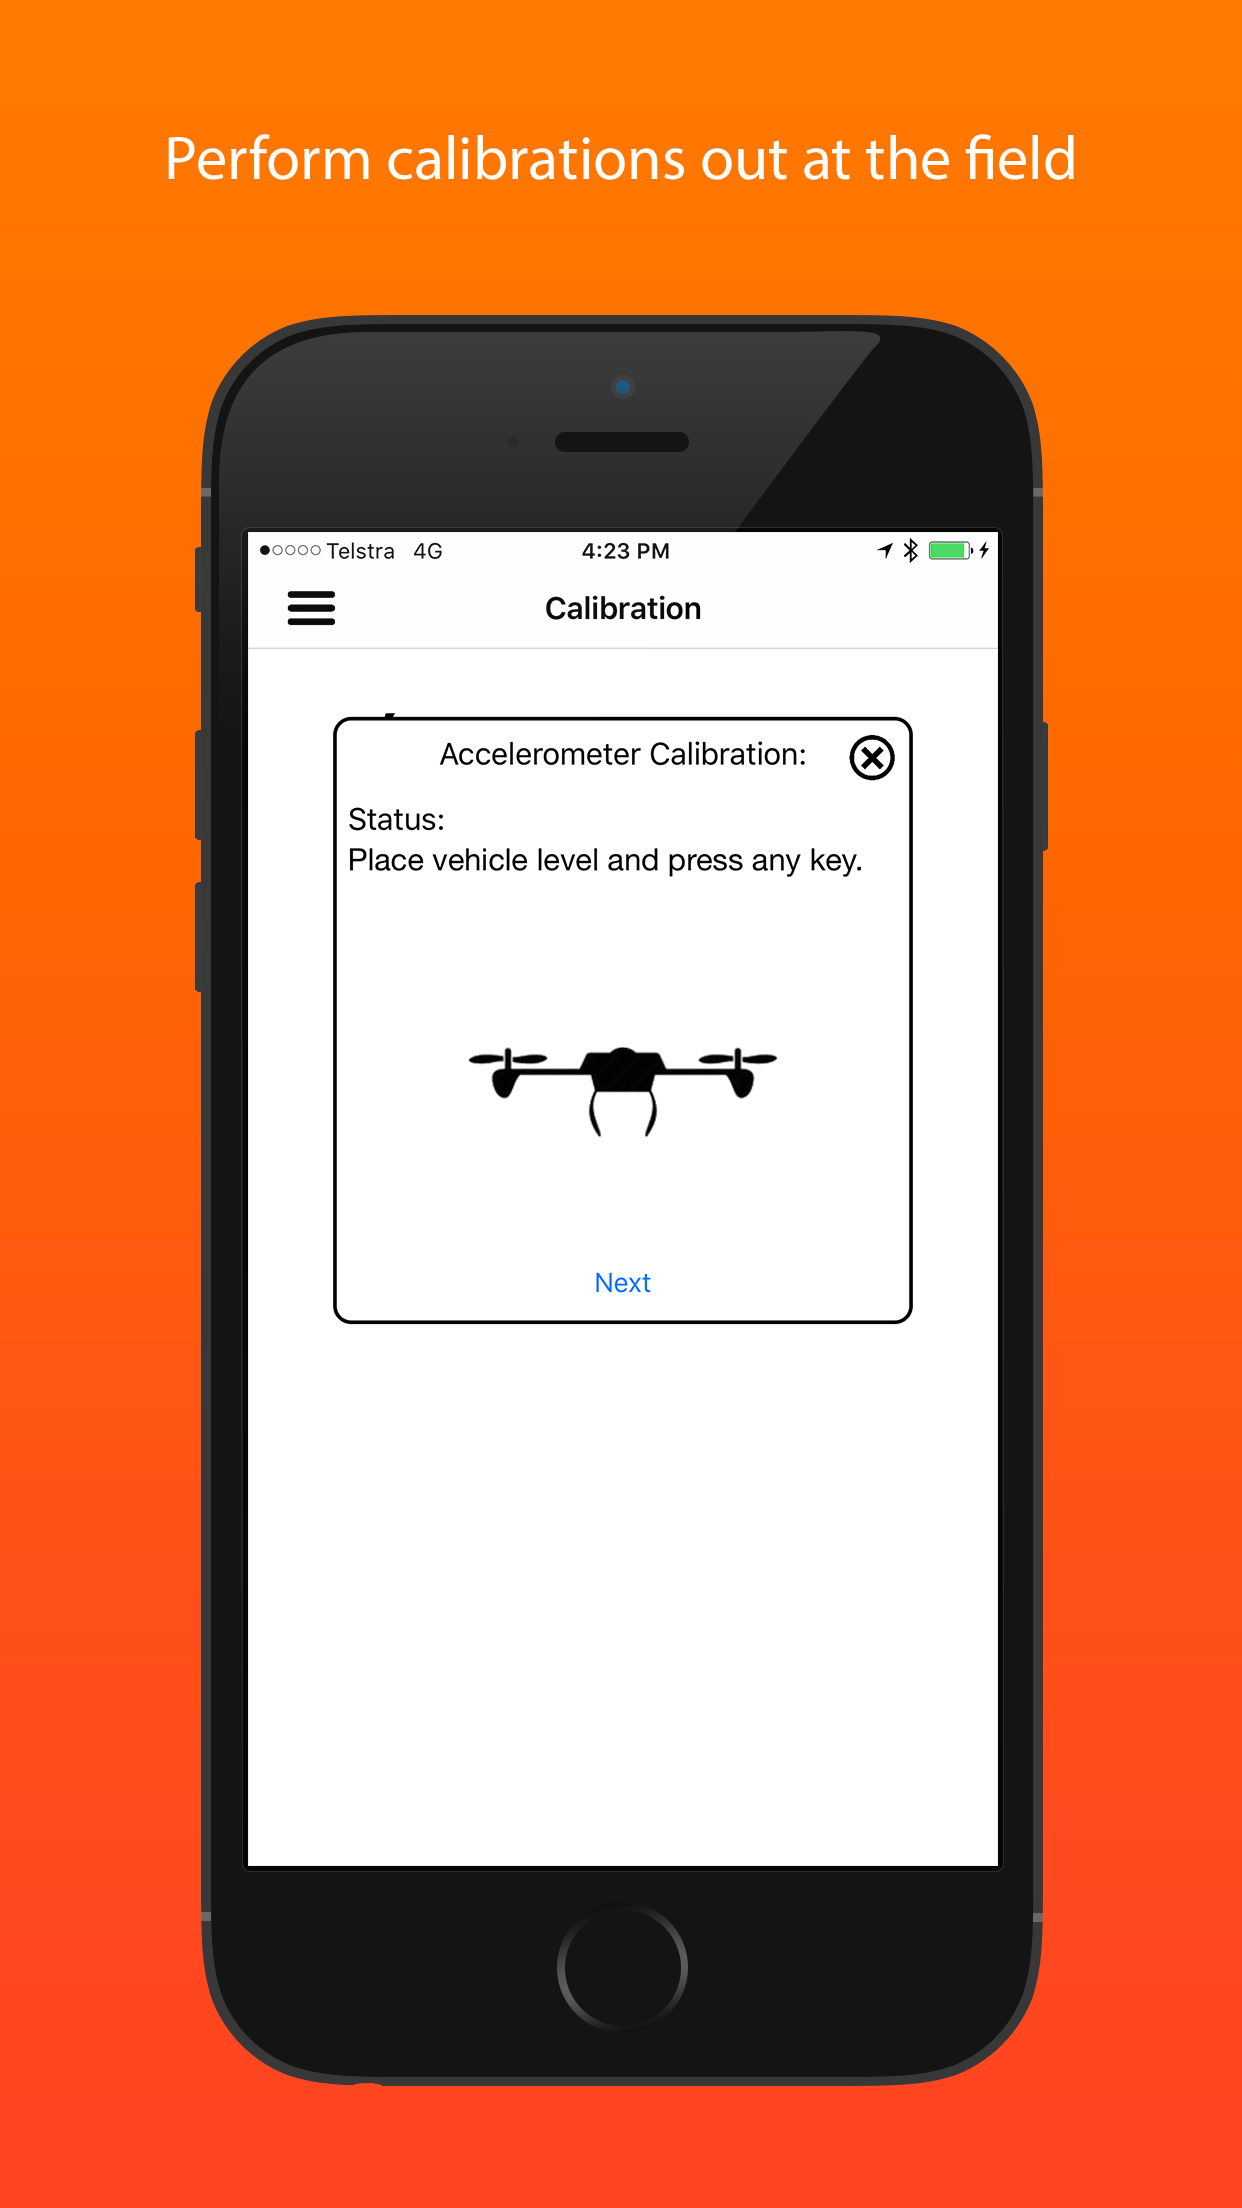 Perform calibrations out at the field
Telstra 4G 4:23 PM
Calibration
Accelerometer Calibration:
Status:
Place vehicle level and press any key.
Next